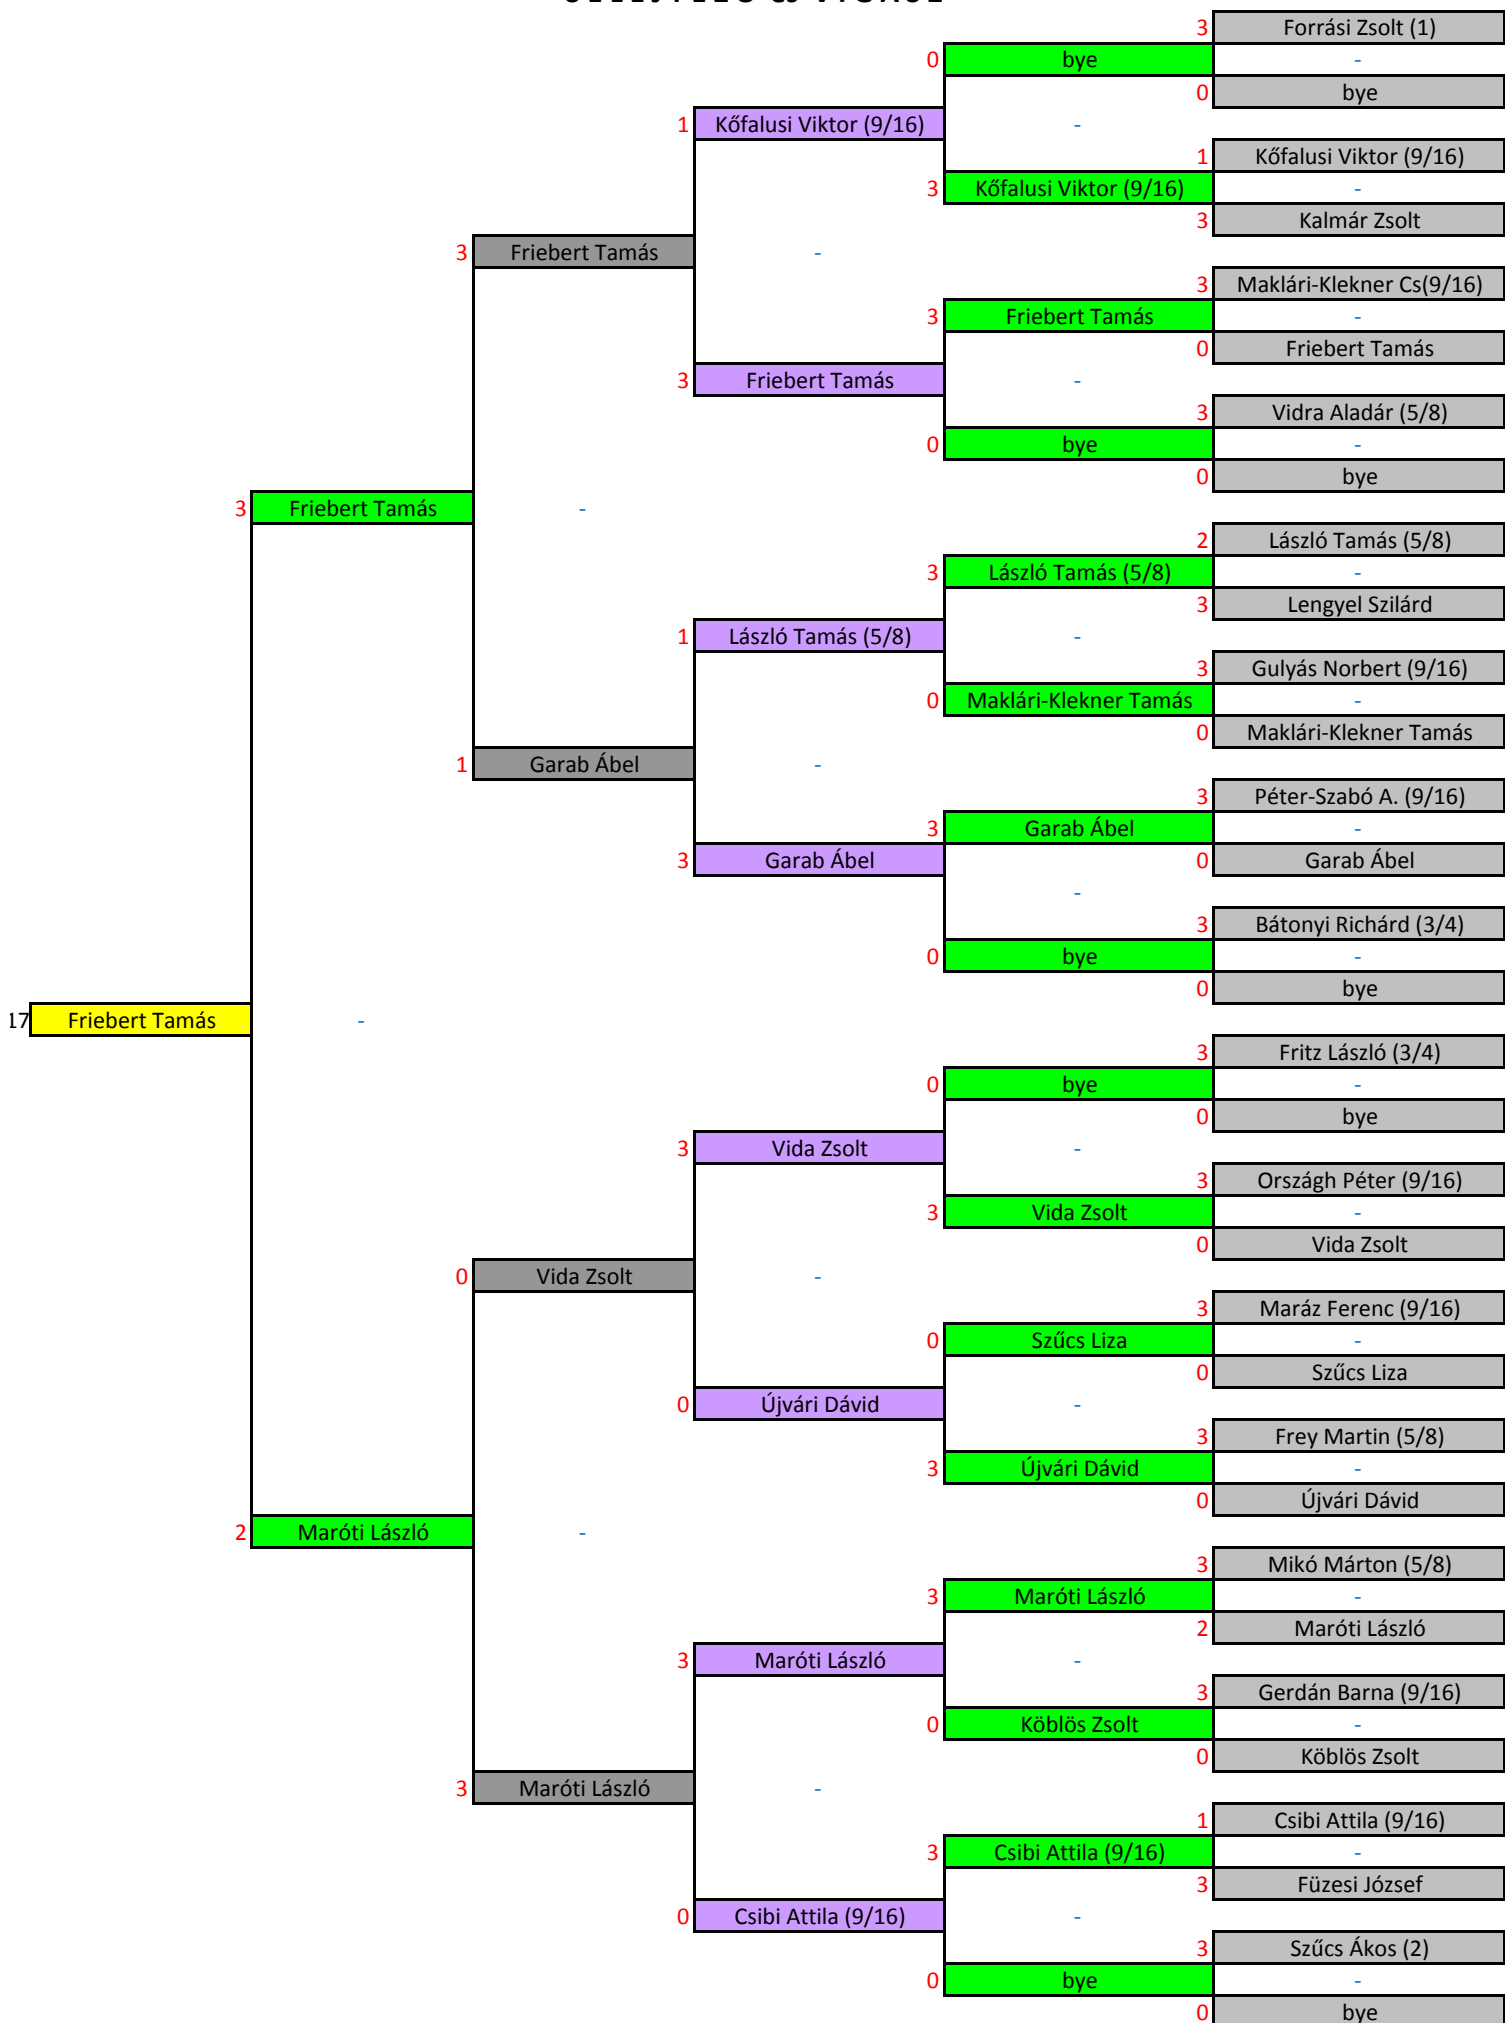 3 Forrási Zsolt (1)
0 bye -
0 bye
1 Kőfalusi Viktor (9/16) -
1 Kőfalusi Viktor (9/16)
3 Kőfalusi Viktor (9/16) -
3 Kalmár Zsolt
3 Friebert Tamás -
3 Maklári-Klekner Cs(9/16)
3 Friebert Tamás -
0 Friebert Tamás
3 Friebert Tamás -
3 Vidra Aladár (5/8)
0 bye -
0 bye
3 Friebert Tamás -
2 László Tamás (5/8)
3 László Tamás (5/8) -
3 Lengyel Szilárd
1 László Tamás (5/8) -
3 Gulyás Norbert (9/16)
0 Maklári-Klekner Tamás -
0 Maklári-Klekner Tamás
1 Garab Ábel -
3 Péter-Szabó A. (9/16)
3 Garab Ábel -
3 Garab Ábel 0 Garab Ábel
-
3 Bátonyi Richárd (3/4)
0 bye -
0 bye
17 Friebert Tamás -
3 Fritz László (3/4)
0 bye -
0 bye
3 Vida Zsolt -
3 Országh Péter (9/16)
3 Vida Zsolt -
0 Vida Zsolt
0 Vida Zsolt -
3 Maráz Ferenc (9/16)
0 Szűcs Liza -
0 Szűcs Liza
0 Újvári Dávid -
3 Frey Martin (5/8)
3 Újvári Dávid -
0 Újvári Dávid
2 Maróti László -
3 Mikó Márton (5/8)
3 Maróti László -
2 Maróti László
3 Maróti László -
3 Gerdán Barna (9/16)
0 Köblös Zsolt -
0 Köblös Zsolt
3 Maróti László -
1 Csibi Attila (9/16)
3 Csibi Attila (9/16) -
3 Füzesi József
0 Csibi Attila (9/16) -
3 Szűcs Ákos (2)
0 bye -
0 bye